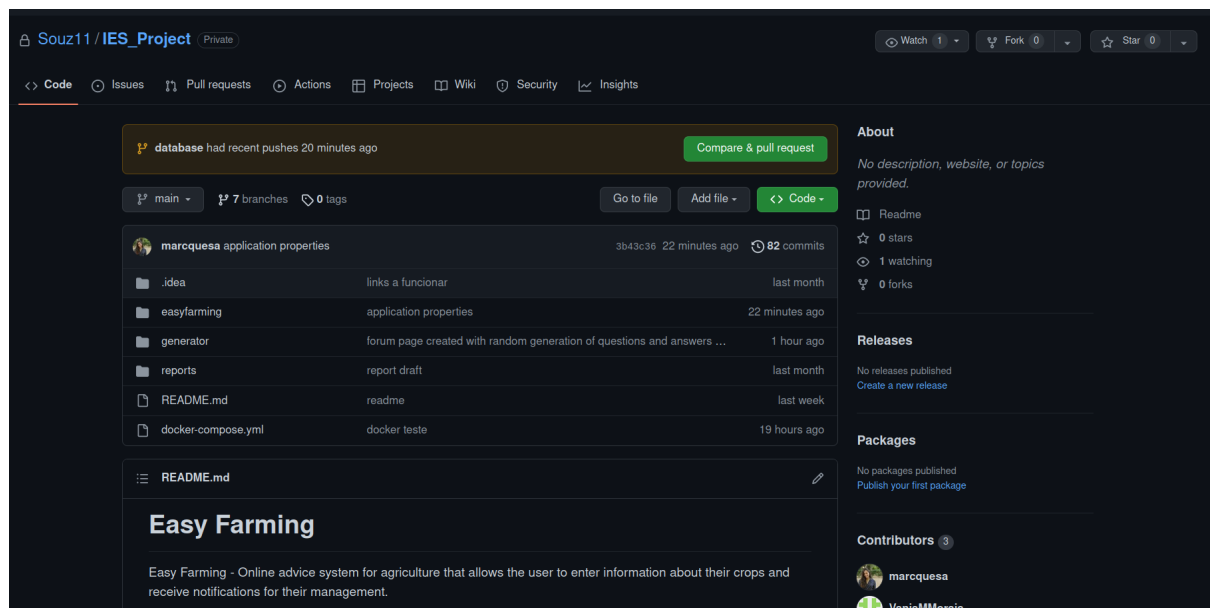 Souz11 / IES_Project Private
Watch 1
Fork 0
Star 0
Code Issues Pull requests Actions Projects Wiki Security Insights
database had recent pushes 20 minutes ago
Compare & pull request
main 7 branches 0 tags
Go to file Add file Code
marcquesa application properties 3b43c36 22 minutes ago 82 commits
.idea links a funcionar last month
easyfarming application properties 22 minutes ago
generator forum page created with random generation of questions and answers … 1 hour ago
reports report draft last month
README.md readme last week
docker-compose.yml docker teste 19 hours ago
README.md
Easy Farming
Easy Farming - Online advice system for agriculture that allows the user to enter information about their crops and
receive notifications for their management.
About
No description, website, or topics
provided.
Readme
0 stars
1 watching
0 forks
Releases
No releases published
Create a new release
Packages
No packages published
Publish your first package
Contributors 3
marcquesa